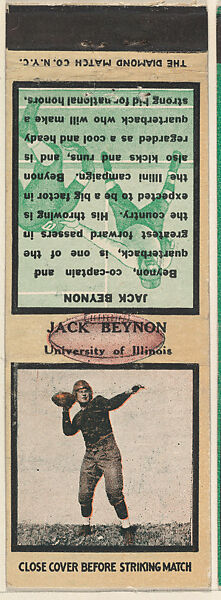 THE DIAMOND MATCH CO. N.Y.C.
JACK BEYNON
Beynon, co-captain and
quarterback, is one of the
greatest forward passers in
the country. His throwing is
expected to be a big factor in
the Illini campaign. Beynon
also kicks and runs, and is
regarded as a cool and heady
quarterback who will make a
strong bid for national honors.
JACK BEYNON
University of Illinois
CLOSE COVER BEFORE STRIKING MATCH